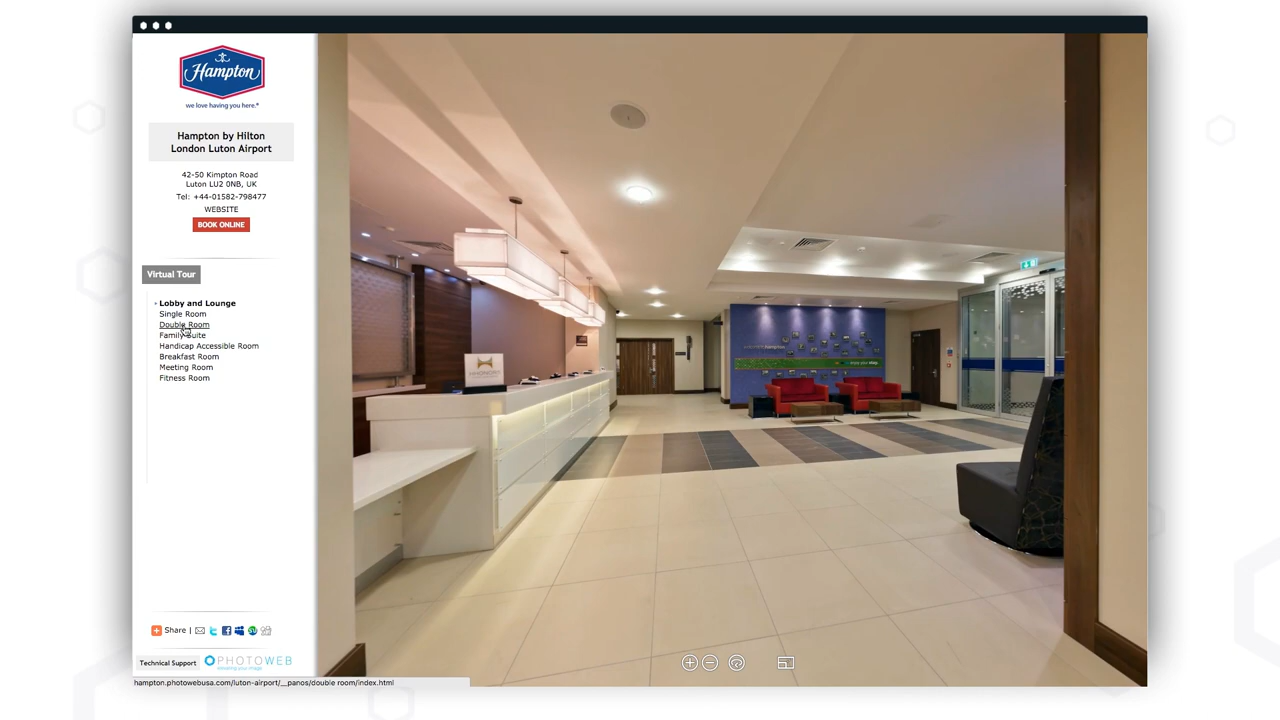 Hampton
we love having you here.®
Hampton by Hilton
London Luton Airport
42-50 Kimpton Road
Luton LU2 0NB, UK
Tel: +44-01582-798477
WEBSITE
BOOK ONLINE
Virtual Tour
Lobby and Lounge
Single Room
Double Room
Family Suite
Handicap Accessible Room
Breakfast Room
Meeting Room
Fitness Room
Share |
Technical Support
PHOTOWEB
hampton.photowebusa.com/luton-airport/__panos/double room/index.html